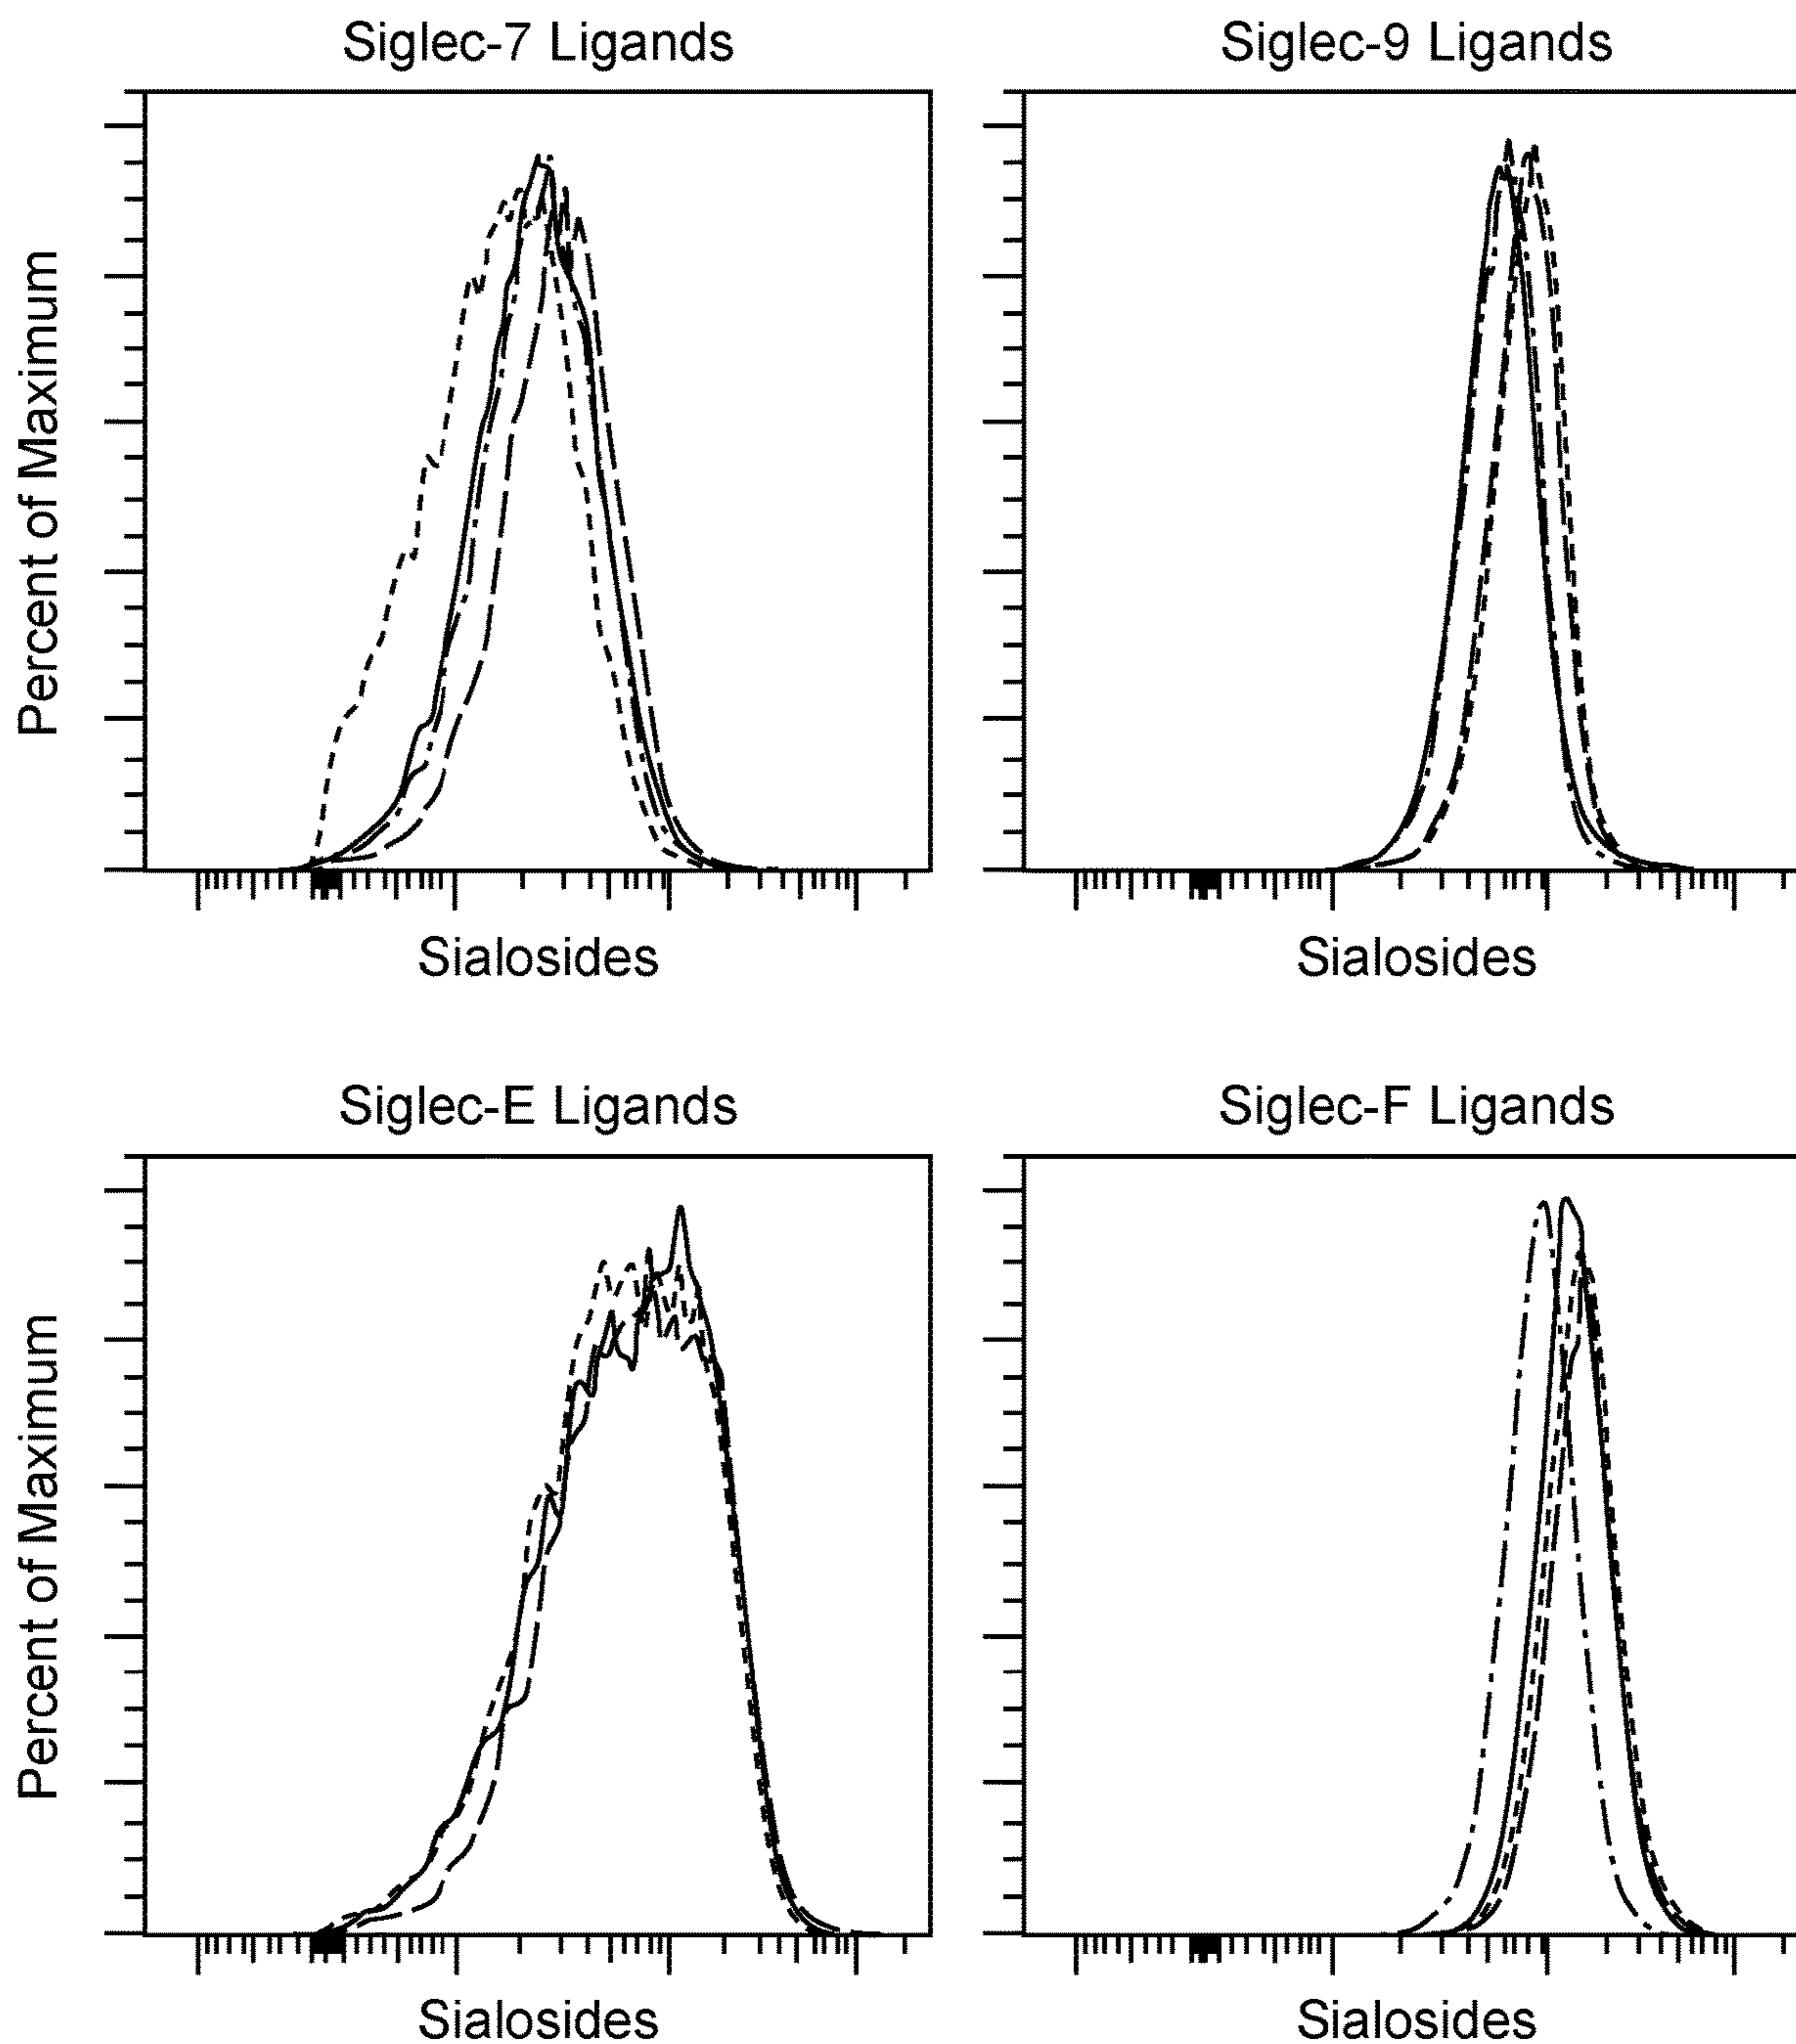 Siglec-7 Ligands
Siglec-9 Ligands
Percent of Maximum
Sialosides
Sialosides
Siglec-E Ligands
Siglec-F Ligands
Percent of Maximum
Sialosides
Sialosides